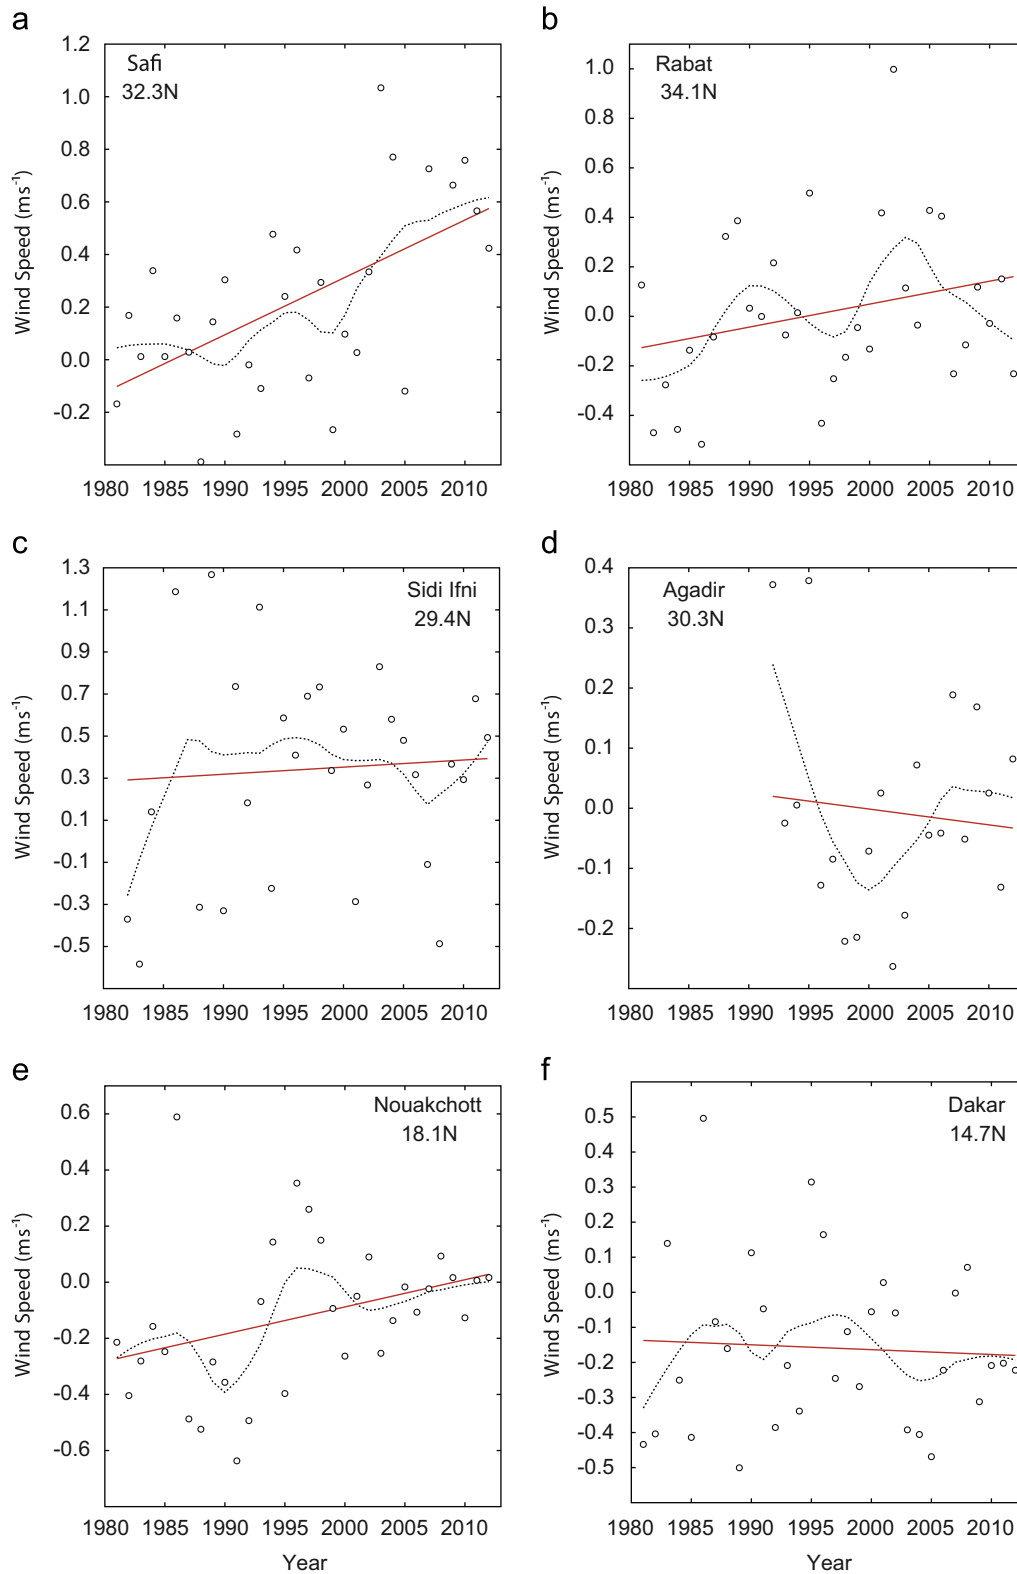 a
Safi
32.3N
1.2
1.0
0.8
0.6
0.4
0.2
0.0
-0.2
Wind Speed (ms⁻¹)
1980 1985 1990 1995 2000 2005 2010
b
Rabat
34.1N
1.0
0.8
0.6
0.4
0.2
0.0
-0.2
-0.4
Wind Speed (ms⁻¹)
1980 1985 1990 1995 2000 2005 2010
c
Sidi Ifni
29.4N
1.3
1.1
0.9
0.7
0.5
0.3
0.1
-0.1
-0.3
-0.5
Wind Speed (ms⁻¹)
1980 1985 1990 1995 2000 2005 2010
d
Agadir
30.3N
0.4
0.3
0.2
0.1
0.0
-0.1
-0.2
Wind Speed (ms⁻¹)
1980 1985 1990 1995 2000 2005 2010
e
Nouakchott
18.1N
0.6
0.4
0.2
0.0
-0.2
-0.4
-0.6
Wind Speed (ms⁻¹)
1980 1985 1990 1995 2000 2005 2010
Year
f
Dakar
14.7N
0.5
0.4
0.3
0.2
0.1
0.0
-0.1
-0.2
-0.3
-0.4
-0.5
Wind Speed (ms⁻¹)
1980 1985 1990 1995 2000 2005 2010
Year